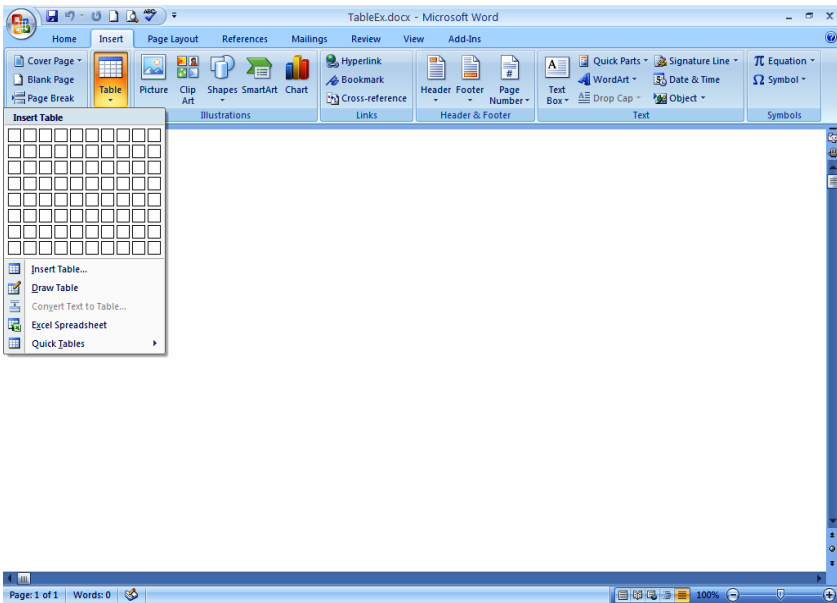 ABC
TableEx.docx - Microsoft Word
Home Insert Page Layout References Mailings Review View Add-Ins
Cover Page
Blank Page
Page Break
Table
Picture
Clip Art
Shapes
SmartArt
Chart
Illustrations
Hyperlink
Bookmark
Cross-reference
Links
Header
Footer
Page Number
#
Header & Footer
A
Text Box
Quick Parts
WordArt
Drop Cap
Signature Line
Date & Time
Object
Text
π Equation
Ω Symbol
Symbols
Insert Table
Insert Table...
Draw Table
Convert Text to Table...
Excel Spreadsheet
Quick Tables
Page: 1 of 1 Words: 0 100%